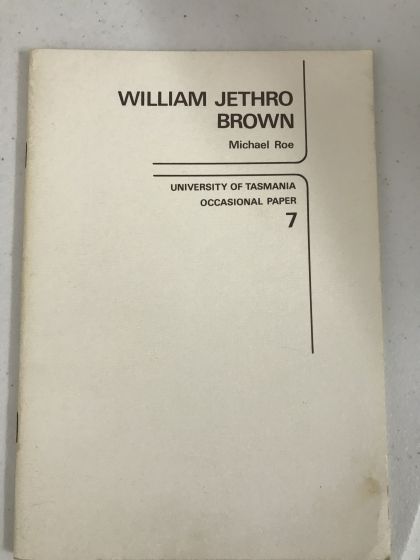 WILLIAM JETHRO
BROWN
Michael Roe
UNIVERSITY OF TASMANIA
OCCASIONAL PAPER
7